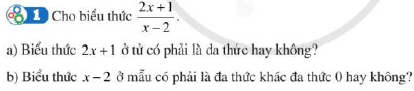 1 Cho biểu thức \frac{2x+1}{x-2}.
a) Biểu thức 2x + 1 ở tử có phải là đa thức hay không?
b) Biểu thức x – 2 ở mẫu có phải là đa thức khác đa thức 0 hay không?